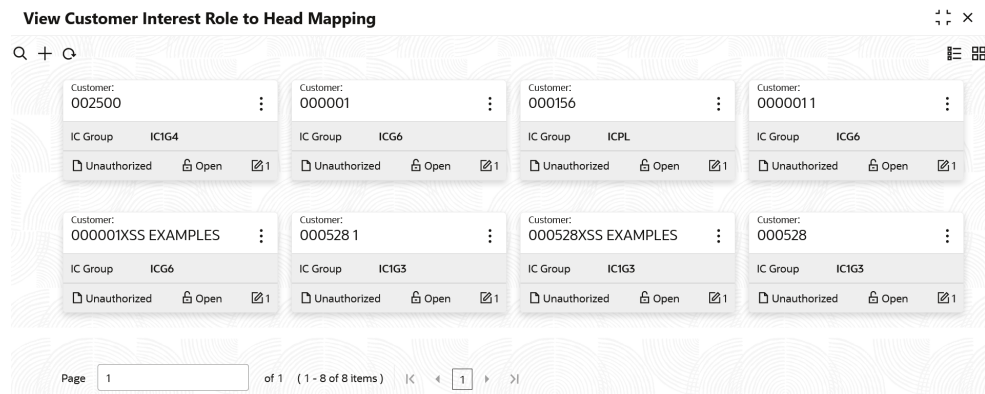 View Customer Interest Role to Head Mapping
Customer: Customer: Customer: Customer:
002500 000001 000156 000001 1
IC Group IC1G4 IC Group ICG6 IC Group ICPL IC Group ICG6
Unauthorized Open 1 Unauthorized Open 1 Unauthorized Open 1 Unauthorized Open 1
Customer: Customer: Customer: Customer:
000001XSS EXAMPLES 000528 1 000528XSS EXAMPLES 000528
IC Group ICG6 IC Group IC1G3 IC Group IC1G3 IC Group IC1G3
Unauthorized Open 1 Unauthorized Open 1 Unauthorized Open 1 Unauthorized Open 1
Page 1 of 1 ( 1 - 8 of 8 items ) 1